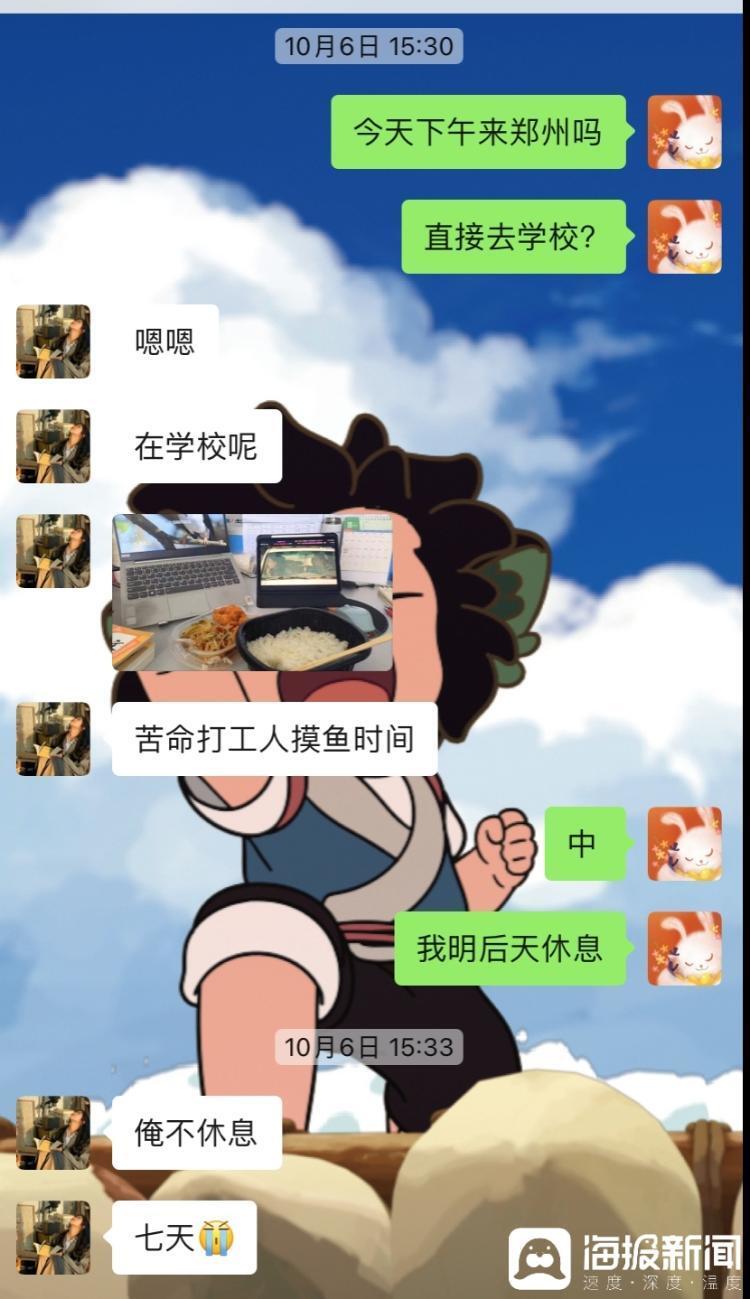 10月6日 15:30
今天下午来郑州吗
直接去学校?
嗯嗯
在学校呢
苦命打工人摸鱼时间
中
我明后天休息
10月6日 15:33
俺不休息
七天😭
海报新闻
速度·深度·温度